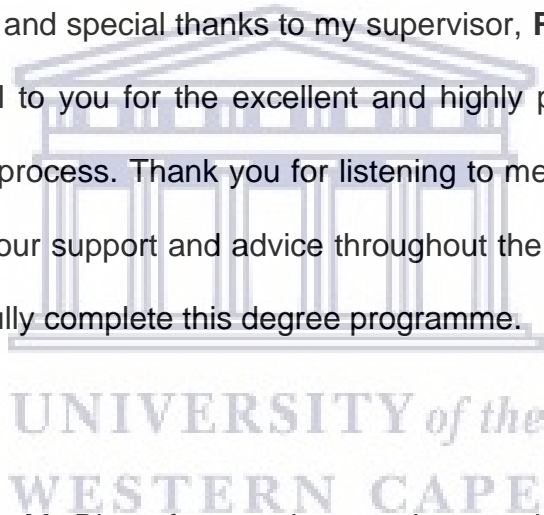 and special thanks to my supervisor,
to you for the excellent and highly
process. Thank you for listening to me
our support and advice throughout the
ully complete this degree programme.
UNIVERSITY of the
WESTERN CAPE